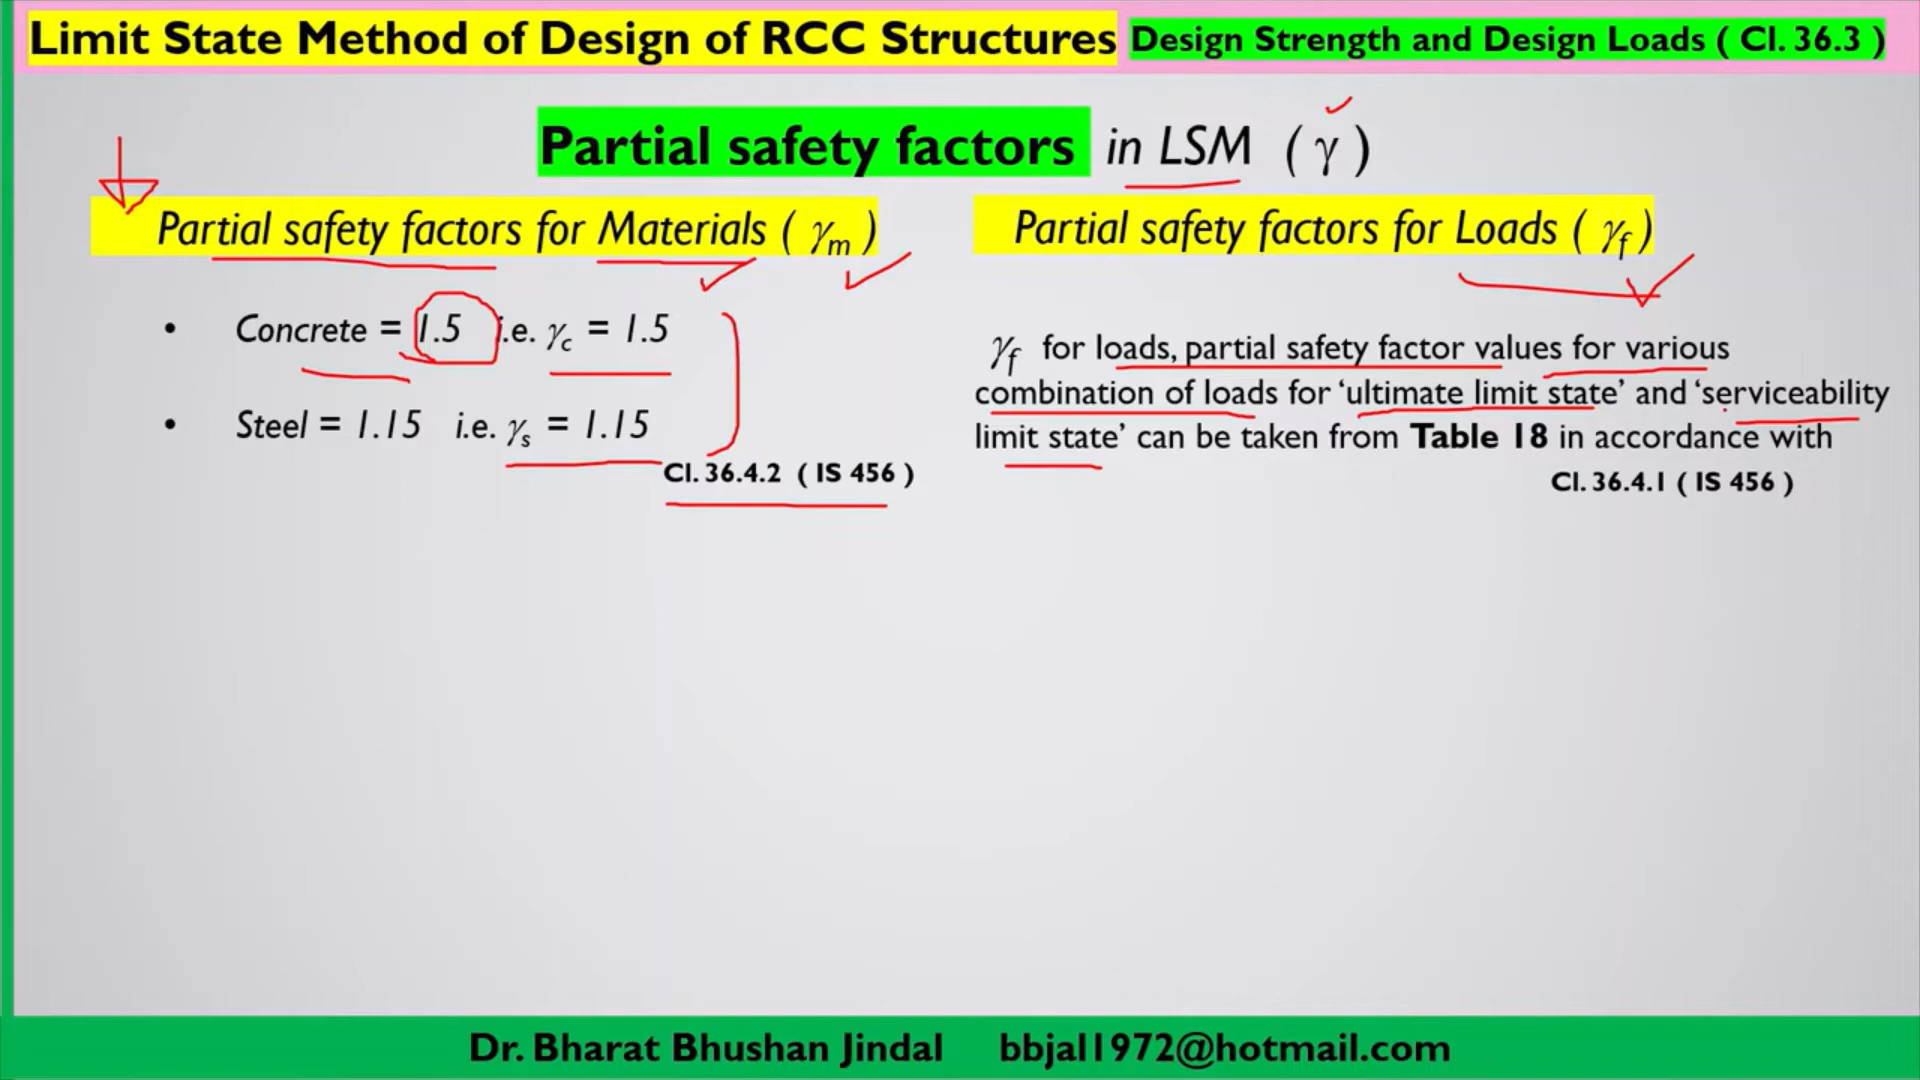 Limit State Method of Design of RCC Structures Design Strength and Design Loads ( Cl. 36.3 )
Partial safety factors in LSM ( γ )
Partial safety factors for Materials ( γm )
• Concrete = 1.5 i.e. γc = 1.5
• Steel = 1.15 i.e. γs = 1.15
Cl. 36.4.2 ( IS 456 )
Partial safety factors for Loads ( γf )
γf for loads, partial safety factor values for various
combination of loads for ‘ultimate limit state’ and ‘serviceability
limit state’ can be taken from Table 18 in accordance with
Cl. 36.4.1 ( IS 456 )
Dr. Bharat Bhushan Jindal bbjal1972@hotmail.com